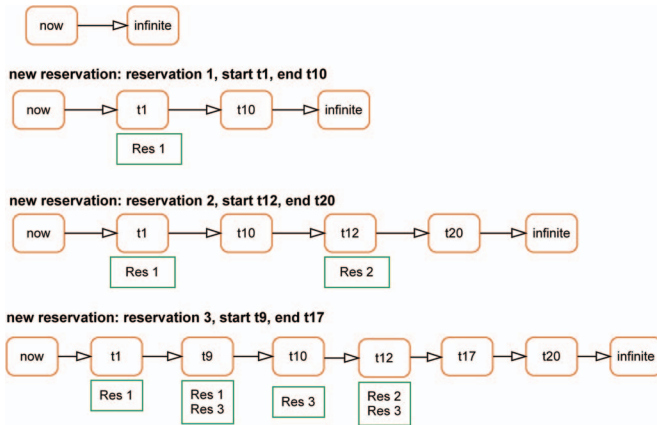 now infinite
new reservation: reservation 1, start t1, end t10
now t1 t10 infinite
Res 1
new reservation: reservation 2, start t12, end t20
now t1 t10 t12 t20 infinite
Res 1 Res 2
new reservation: reservation 3, start t9, end t17
now t1 t9 t10 t12 t17 t20 infinite
Res 1
Res 1
Res 3
Res 3
Res 2
Res 3